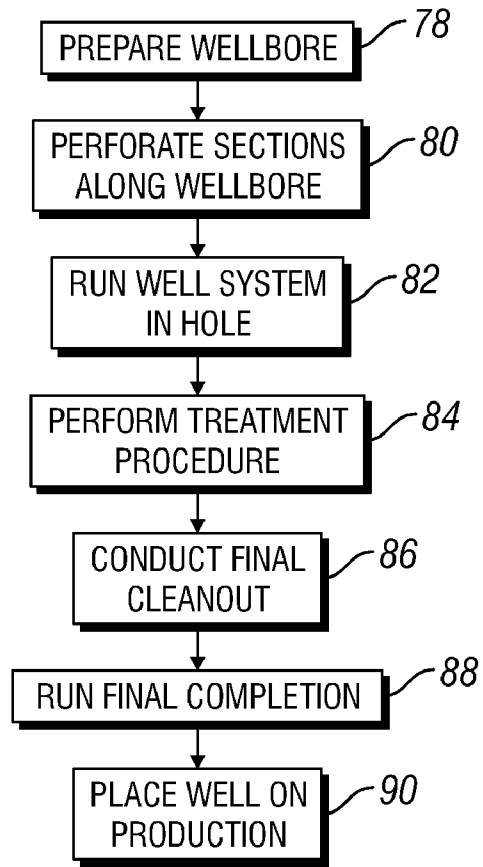 PREPARE WELLBORE
78
PERFORATE SECTIONS
ALONG WELLBORE
80
RUN WELL SYSTEM
IN HOLE
82
PERFORM TREATMENT
PROCEDURE
84
CONDUCT FINAL
CLEANOUT
86
RUN FINAL COMPLETION
88
PLACE WELL ON
PRODUCTION
90